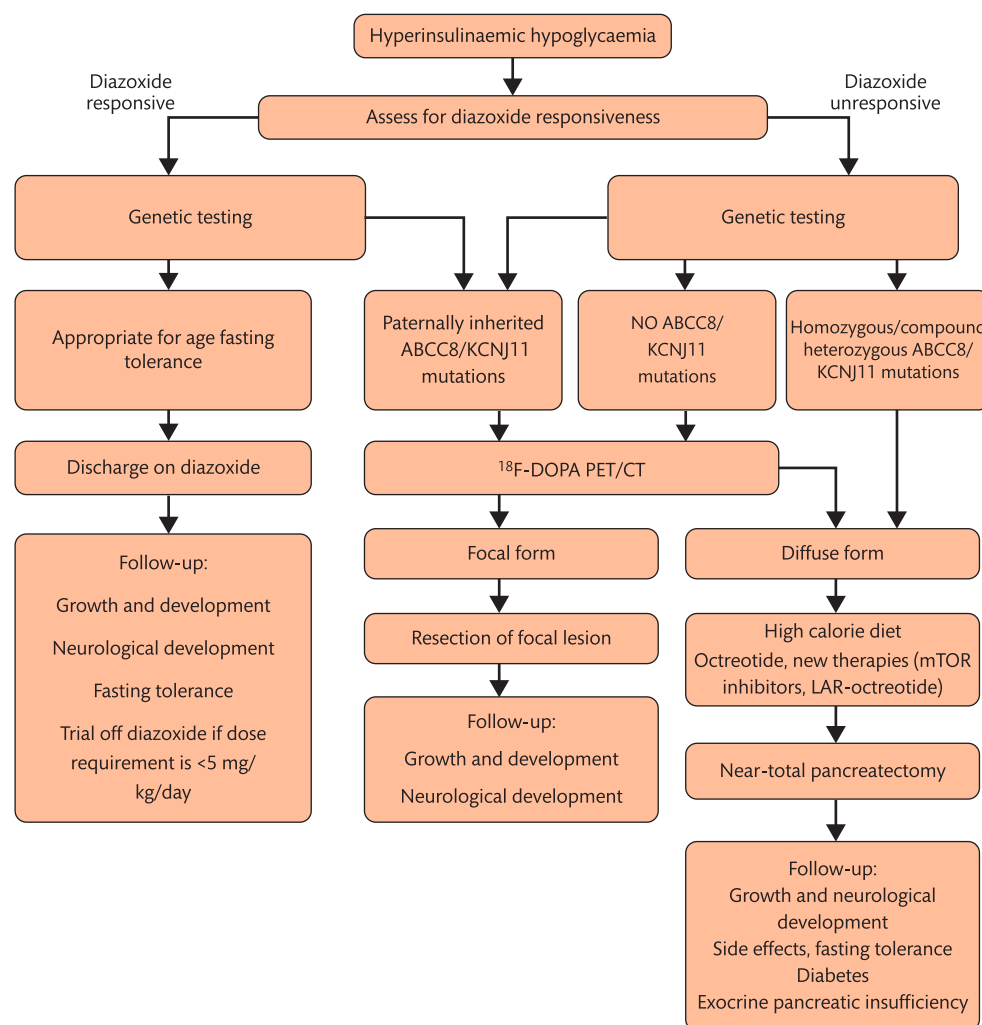 Hyperinsulinaemic hypoglycaemia
Diazoxide
responsive
Diazoxide
unresponsive
Assess for diazoxide responsiveness
Genetic testing
Genetic testing
Appropriate for age fasting
tolerance
Paternally inherited
ABCC8/KCNJ11
mutations
NO ABCC8/
KCNJ11
mutations
Homozygous/compound
heterozygous ABCC8/
KCNJ11 mutations
Discharge on diazoxide
¹⁸F-DOPA PET/CT
Follow-up:
Growth and development
Neurological development
Fasting tolerance
Trial off diazoxide if dose
requirement is <5 mg/
kg/day
Focal form
Resection of focal lesion
Follow-up:
Growth and development
Neurological development
Diffuse form
High calorie diet
Octreotide, new therapies (mTOR
inhibitors, LAR-octreotide)
Near-total pancreatectomy
Follow-up:
Growth and neurological
development
Side effects, fasting tolerance
Diabetes
Exocrine pancreatic insufficiency